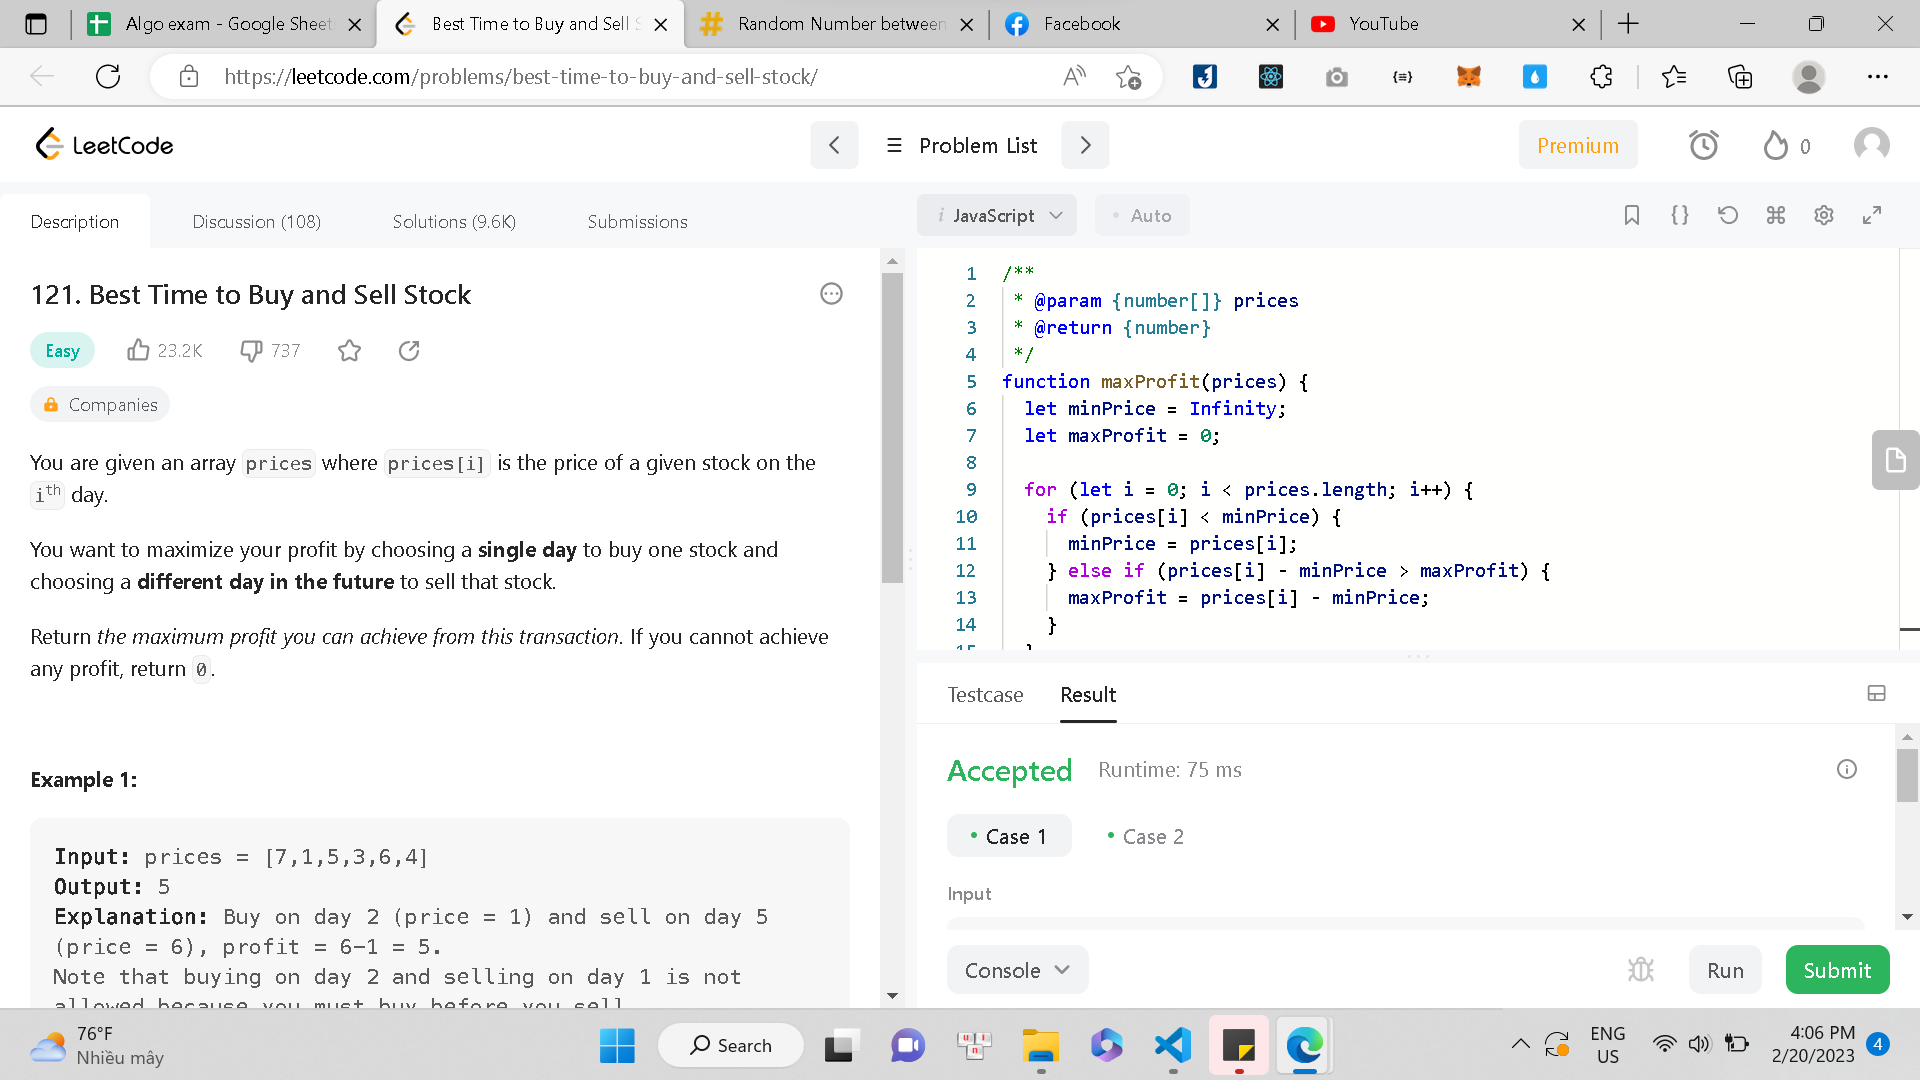 Algo exam - Google Sheet
Best Time to Buy and Sell S
Random Number between
Facebook
YouTube
https://leetcode.com/problems/best-time-to-buy-and-sell-stock/
LeetCode
Problem List
Premium
0
Description
Discussion (108)
Solutions (9.6K)
Submissions
i JavaScript
• Auto
121. Best Time to Buy and Sell Stock
Easy
23.2K
737
Companies
You are given an array prices where prices[i] is the price of a given stock on the
ith day.
You want to maximize your profit by choosing a single day to buy one stock and
choosing a different day in the future to sell that stock.
Return the maximum profit you can achieve from this transaction. If you cannot achieve
any profit, return 0.
Example 1:
Input: prices = [7,1,5,3,6,4]
Output: 5
Explanation: Buy on day 2 (price = 1) and sell on day 5
(price = 6), profit = 6-1 = 5.
Note that buying on day 2 and selling on day 1 is not
allowed because you must buy before you sell.
1 /**
2 * @param {number[]} prices
3 * @return {number}
4 */
5 function maxProfit(prices) {
6 let minPrice = Infinity;
7 let maxProfit = 0;
8
9 for (let i = 0; i < prices.length; i++) {
10 if (prices[i] < minPrice) {
11 minPrice = prices[i];
12 } else if (prices[i] - minPrice > maxProfit) {
13 maxProfit = prices[i] - minPrice;
14 }
Testcase
Result
Accepted
Runtime: 75 ms
• Case 1
• Case 2
Input
Console
Run
Submit
76°F
Nhiều mây
Search
ENG
US
4:06 PM
2/20/2023
4